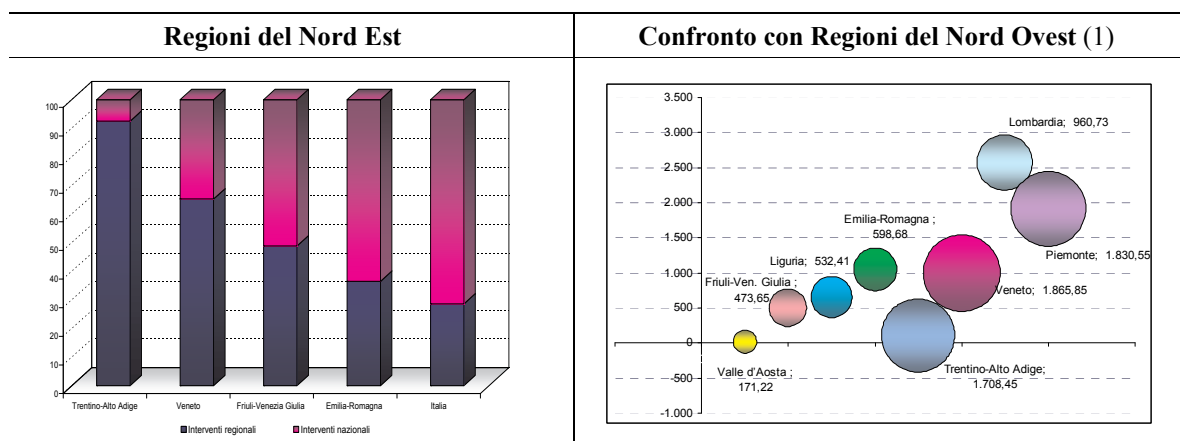 Regioni del Nord Est
100
90
80
70
60
50
40
30
20
10
0
Trentino-Alto Adige
Veneto
Friuli-Venezia Giulia
Emilia-Romagna
Italia
Interventi regionali
Interventi nazionali
Confronto con Regioni del Nord Ovest (1)
3.500
3.000
2.500
2.000
1.500
1.000
500
0
-500
-1.000
Lombardia; 960,73
Emilia-Romagna ;
598,68
Piemonte; 1.830,55
Liguria; 532,41
Friuli-Ven. Giulia ;
473,65
Veneto; 1.865,85
Valle d'Aosta ;
171,22
Trentino-Alto Adige;
1.708,45